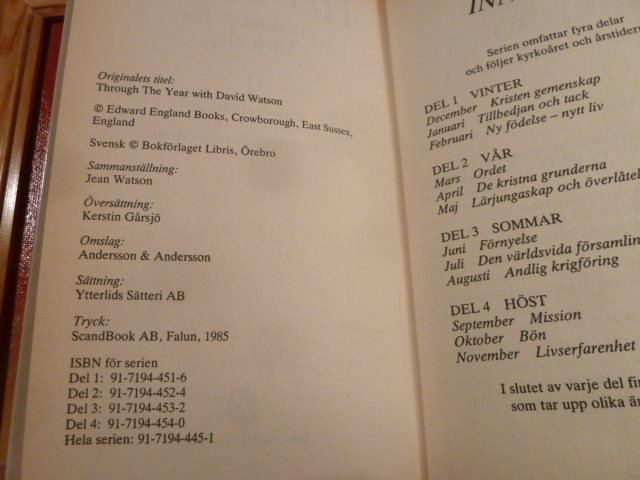 Originalets titel:
Through The Year with David Watson
© Edward England Books, Crowborough, East Sussex,
England
Svensk © Bokförlaget Libris, Örebro
Sammanställning:
Jean Watson
Översättning:
Kerstin Gårsjö
Omslag:
Andersson & Andersson
Sättning:
Ytterlids Sätteri AB
Tryck:
ScandBook AB, Falun, 1985
ISBN för serien
Del 1: 91-7194-451-6
Del 2: 91-7194-452-4
Del 3: 91-7194-453-2
Del 4: 91-7194-454-0
Hela serien: 91-7194-445-1
Serien omfattar fyra delar
och följer kyrkoåret och årstider
DEL 1 VINTER
December Kristen gemenskap
Januari Tillbedjan och tack
Februari Ny födelse – nytt liv
DEL 2 VÅR
Mars Ordet
April De kristna grunderna
Maj Lärjungaskap och överlåtel
DEL 3 SOMMAR
Juni Förnyelse
Juli Den världsvida församlin
Augusti Andlig krigföring
DEL 4 HÖST
September Mission
Oktober Bön
November Livserfarenhet
I slutet av varje del fin
som tar upp olika är